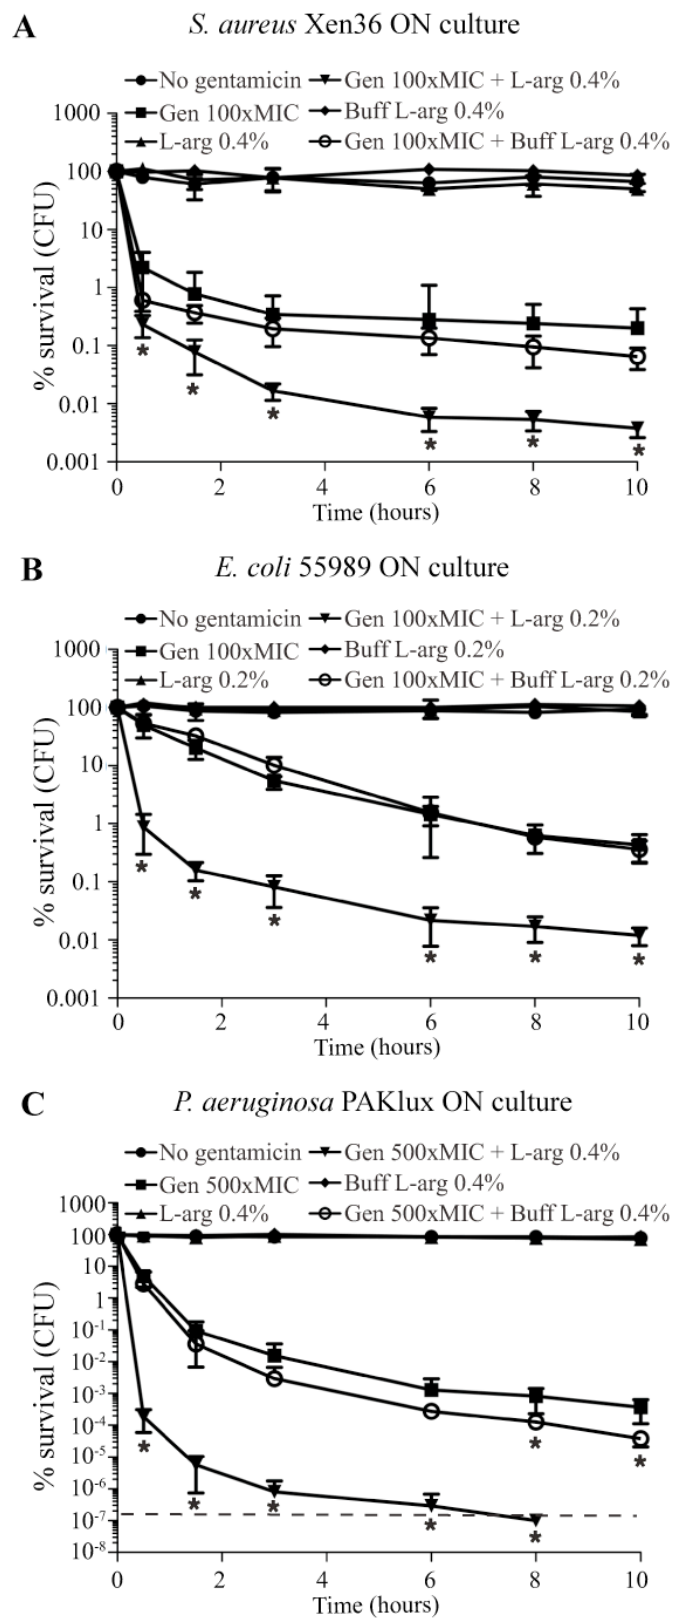 A
S. aureus Xen36 ON culture
No gentamicin
Gen 100xMIC + L-arg 0.4%
Gen 100xMIC
Buff L-arg 0.4%
L-arg 0.4%
Gen 100xMIC + Buff L-arg 0.4%
% survival (CFU)
1000
100
10
1
0.1
0.01
0.001
* * * * * *
0 2 4 6 8 10
Time (hours)
B
E. coli 55989 ON culture
No gentamicin
Gen 100xMIC + L-arg 0.2%
Gen 100xMIC
Buff L-arg 0.2%
L-arg 0.2%
Gen 100xMIC + Buff L-arg 0.2%
% survival (CFU)
1000
100
10
1
0.1
0.01
0.001
* * * * * *
0 2 4 6 8 10
Time (hours)
C
P. aeruginosa PAKlux ON culture
No gentamicin
Gen 500xMIC + L-arg 0.4%
Gen 500xMIC
Buff L-arg 0.4%
L-arg 0.4%
Gen 500xMIC + Buff L-arg 0.4%
% survival (CFU)
1000
100
10
1
10⁻¹
10⁻²
10⁻³
10⁻⁴
10⁻⁵
10⁻⁶
10⁻⁷
10⁻⁸
* * * * * * *
0 2 4 6 8 10
Time (hours)